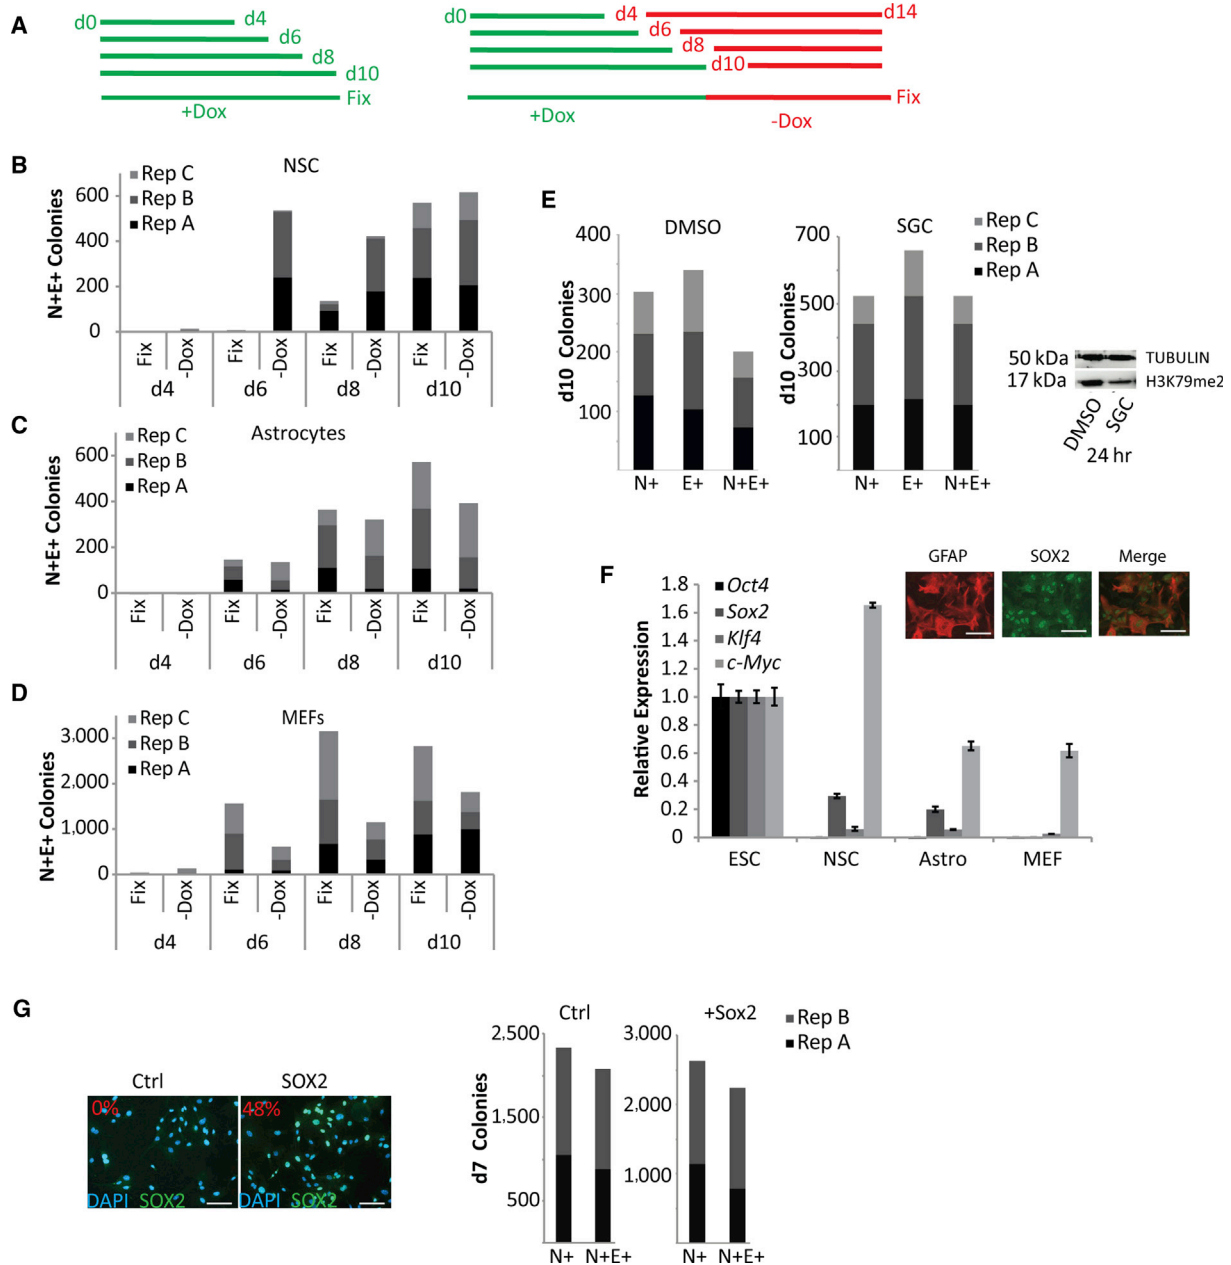 A
d0
d4
d6
d8
d10
Fix
+Dox
d0
d4
d14
d6
d8
d10
Fix
+Dox
-Dox
B
NSC
Rep C
Rep B
Rep A
N+E+ Colonies
600
400
200
0
Fix
-Dox
Fix
-Dox
Fix
-Dox
Fix
-Dox
d4
d6
d8
d10
C
Astrocytes
Rep C
Rep B
Rep A
N+E+ Colonies
600
400
200
0
Fix
-Dox
Fix
-Dox
Fix
-Dox
Fix
-Dox
d4
d6
d8
d10
D
MEFs
Rep C
Rep B
Rep A
N+E+ Colonies
3,000
2,000
1,000
0
Fix
-Dox
Fix
-Dox
Fix
-Dox
Fix
-Dox
d4
d6
d8
d10
E
DMSO
d10 Colonies
400
300
200
100
N+ E+ N+E+
SGC
d10 Colonies
700
500
300
100
N+ E+ N+E+
Rep C
Rep B
Rep A
50 kDa
TUBULIN
17 kDa
H3K79me2
DMSO
SGC
24 hr
F
Relative Expression
1.8
1.6
1.4
1.2
1.0
0.8
0.6
0.4
0.2
0
Oct4
Sox2
Klf4
c-Myc
ESC NSC Astro MEF
GFAP SOX2 Merge
G
Ctrl SOX2
0%
48%
DAPI SOX2
DAPI SOX2
Ctrl
d7 Colonies
2,500
1,500
500
N+ N+E+
+Sox2
3,000
2,000
1,000
N+ N+E+
Rep B
Rep A